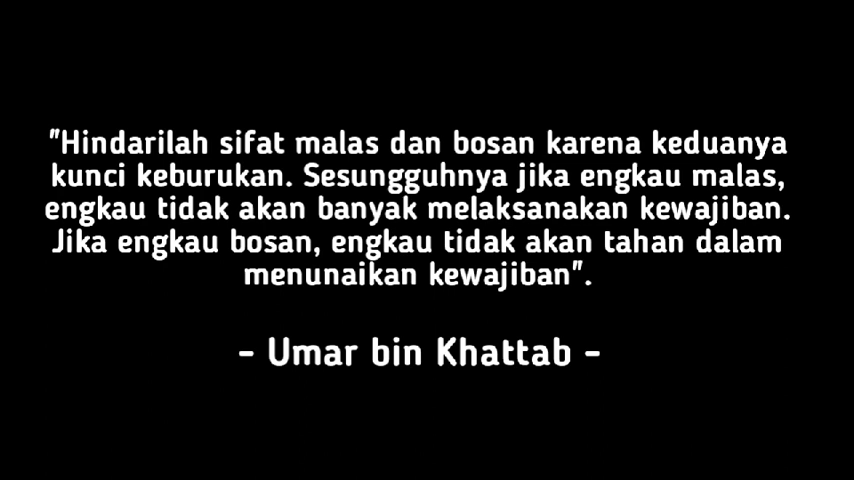 "Hindarilah sifat malas dan bosan karena keduanya
kunci keburukan. Sesungguhnya jika engkau malas,
engkau tidak akan banyak melaksanakan kewajiban.
Jika engkau bosan, engkau tidak akan tahan dalam
menunaikan kewajiban".
- Umar bin Khattab -